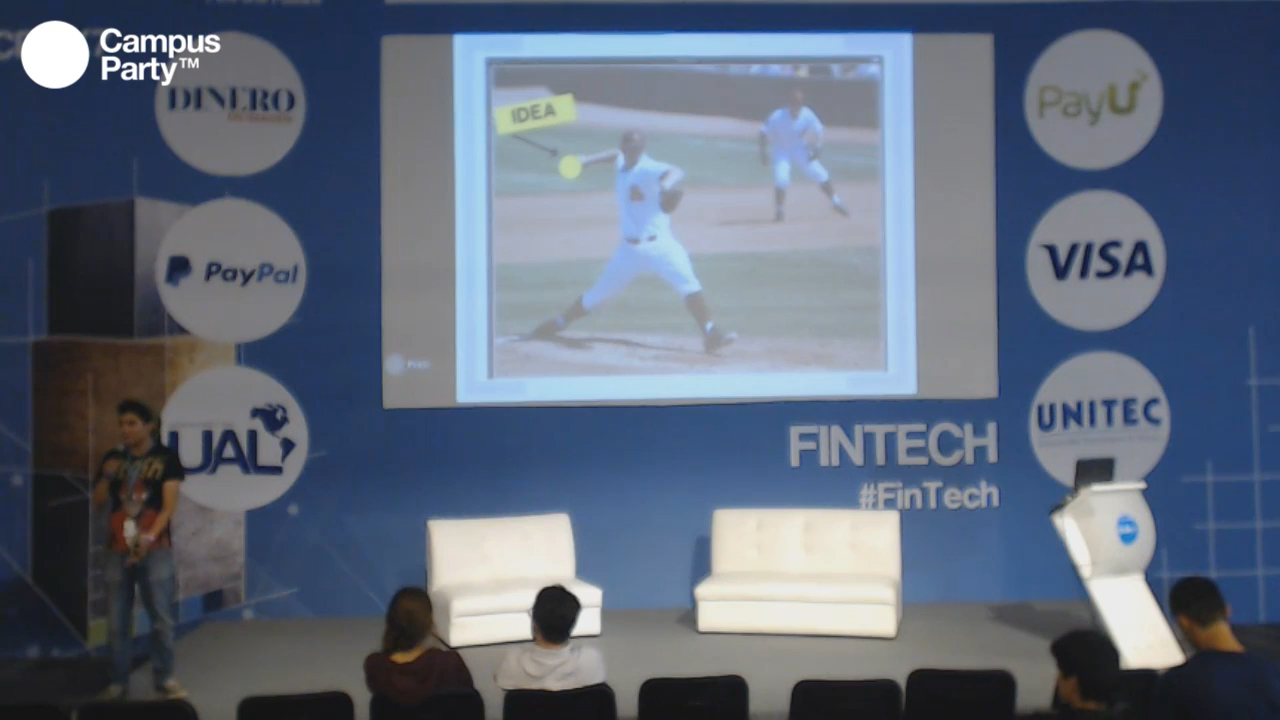 Campus
Party™
DINERO
PayPal
UAL
IDEA
PayU
VISA
UNITEC
FINTECH
#FinTech